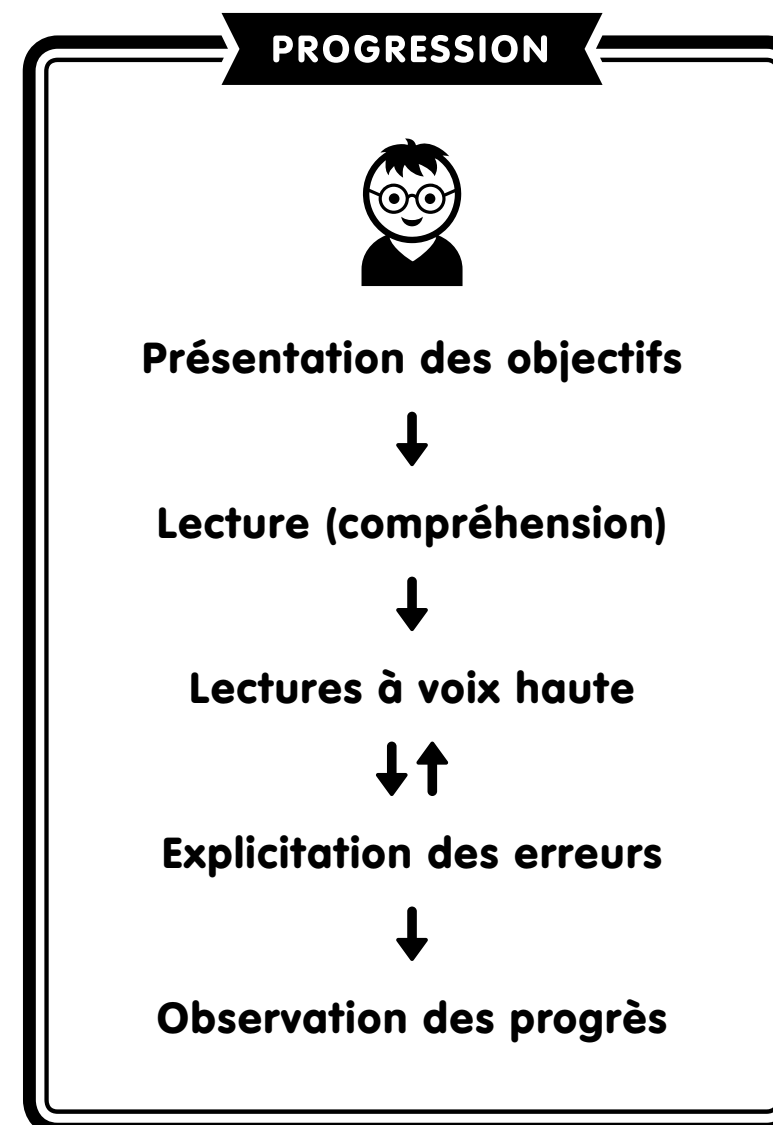 PROGRESSION
Présentation des objectifs
Lecture (compréhension)
Lectures à voix haute
Explicitation des erreurs
Observation des progrès